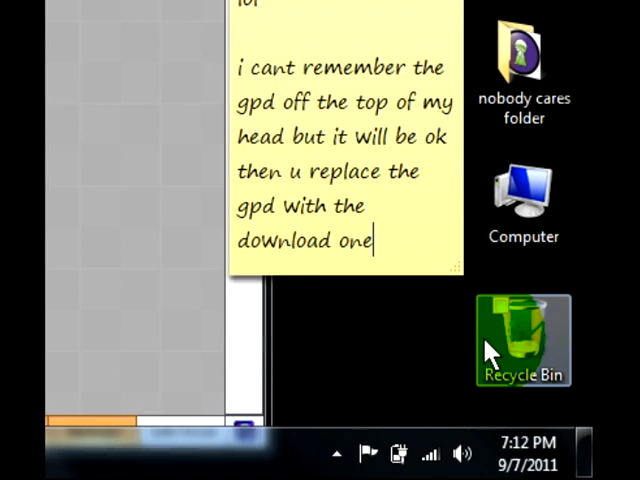 lol
i cant remember the
gpd off the top of my
head but it will be ok
then u replace the
gpd with the
download one
nobody cares
folder
Computer
Recycle Bin
7:12 PM
9/7/2011